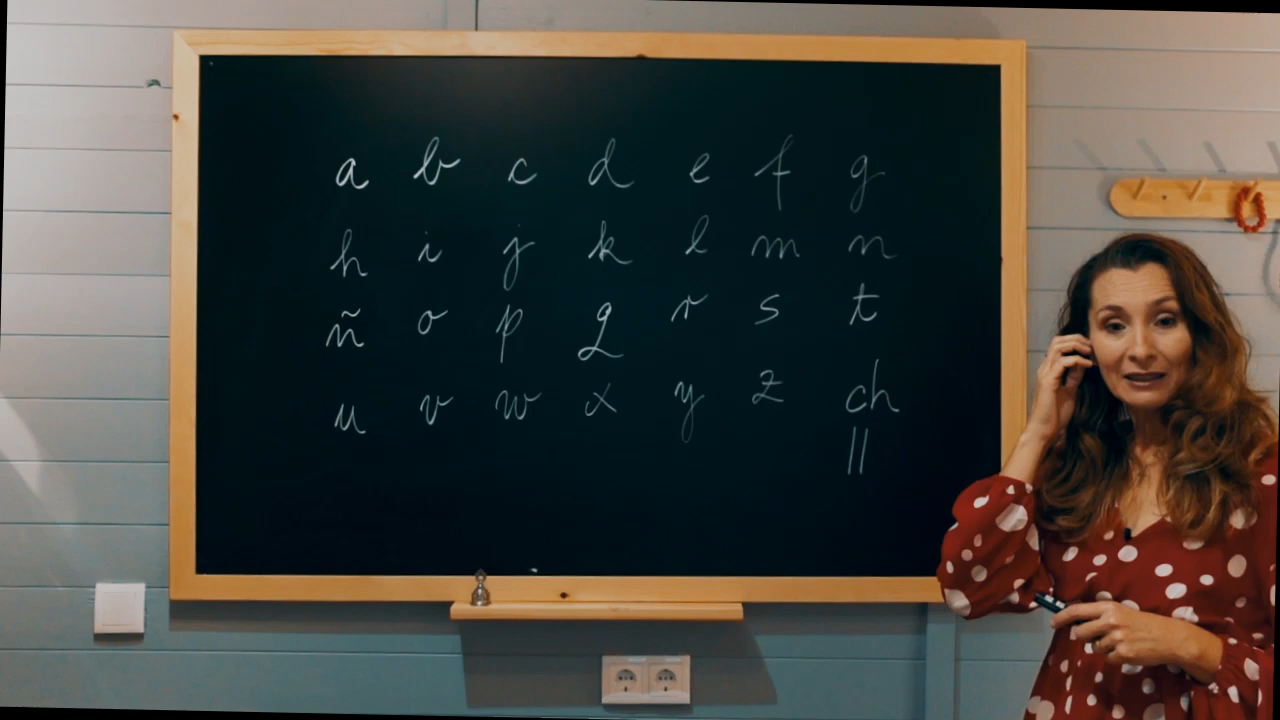 a b c d e f g
h i j k l m n
ñ o p q r s t
u v w x y z ch
ll